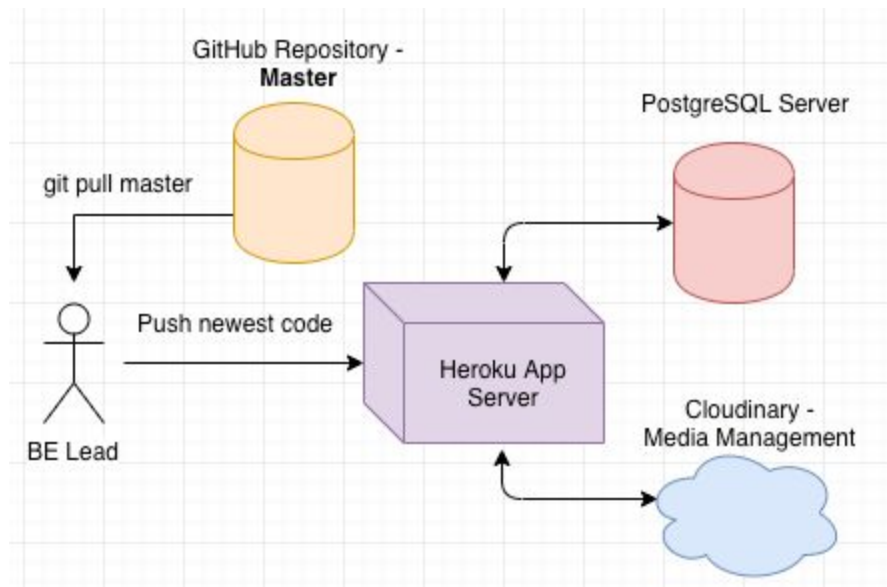 GitHub Repository -
Master
PostgreSQL Server
git pull master
Push newest code
Heroku App
Server
Cloudinary -
Media Management
BE Lead